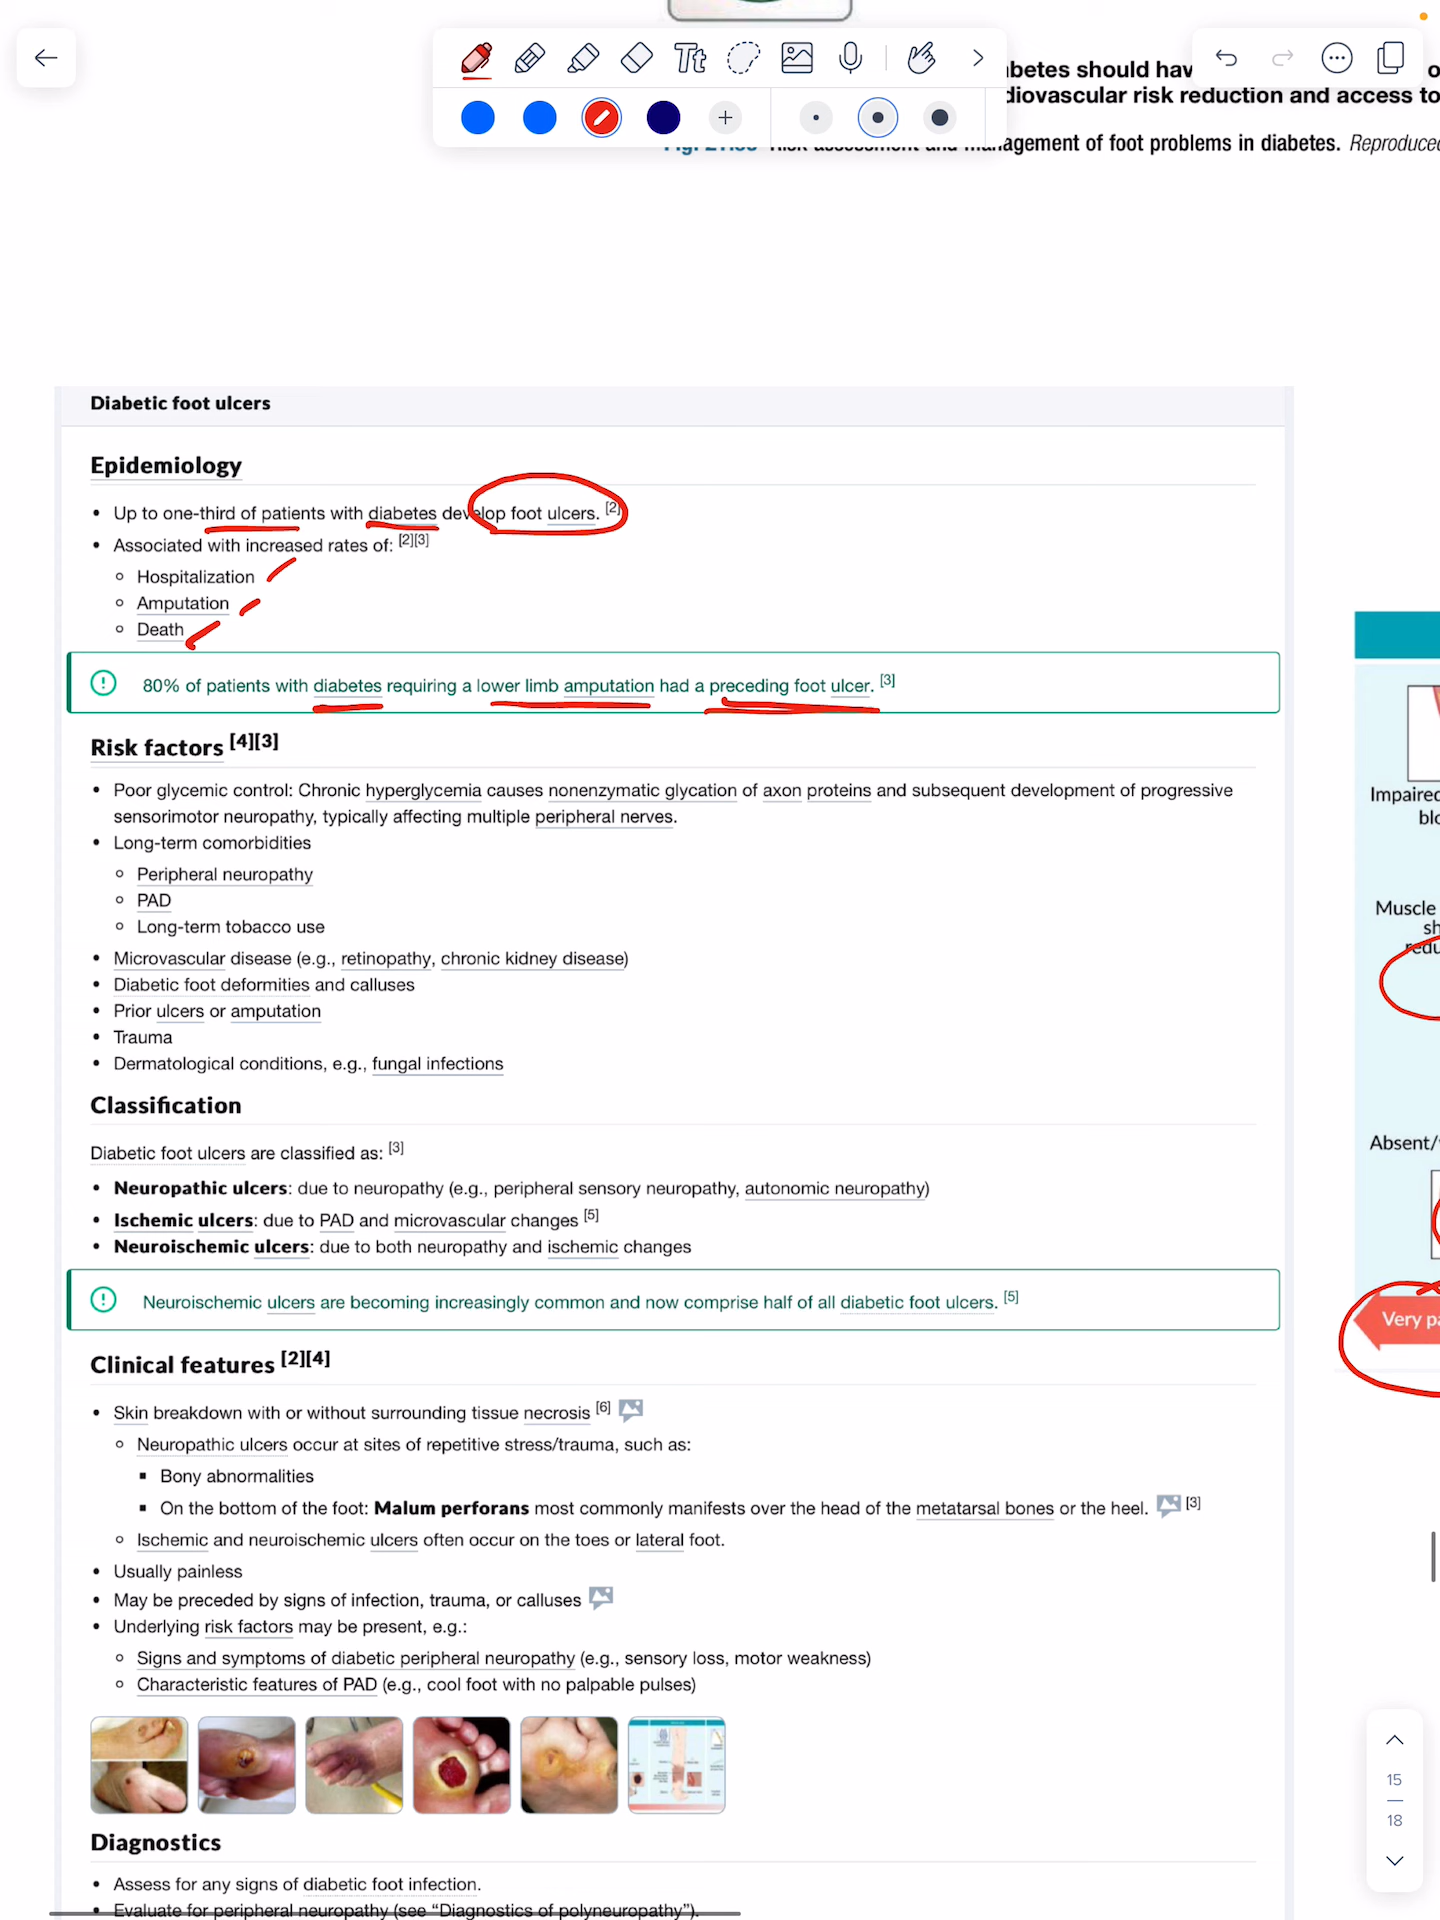 Tt
betes should hav
diovascular risk reduction and access to
agement of foot problems in diabetes. Reproduced
Diabetic foot ulcers
Epidemiology
• Up to one-third of patients with diabetes develop foot ulcers. [2]
• Associated with increased rates of: [2][3]
Hospitalization
Amputation
Death
80% of patients with diabetes requiring a lower limb amputation had a preceding foot ulcer. [3]
Risk factors [4][3]
• Poor glycemic control: Chronic hyperglycemia causes nonenzymatic glycation of axon proteins and subsequent development of progressive
sensorimotor neuropathy, typically affecting multiple peripheral nerves.
• Long-term comorbidities
Peripheral neuropathy
PAD
Long-term tobacco use
• Microvascular disease (e.g., retinopathy, chronic kidney disease)
• Diabetic foot deformities and calluses
• Prior ulcers or amputation
• Trauma
• Dermatological conditions, e.g., fungal infections
Classification
Diabetic foot ulcers are classified as: [3]
• Neuropathic ulcers: due to neuropathy (e.g., peripheral sensory neuropathy, autonomic neuropathy)
• Ischemic ulcers: due to PAD and microvascular changes [5]
• Neuroischemic ulcers: due to both neuropathy and ischemic changes
Neuroischemic ulcers are becoming increasingly common and now comprise half of all diabetic foot ulcers. [5]
Clinical features [2][4]
• Skin breakdown with or without surrounding tissue necrosis [6]
Neuropathic ulcers occur at sites of repetitive stress/trauma, such as:
Bony abnormalities
On the bottom of the foot: Malum perforans most commonly manifests over the head of the metatarsal bones or the heel. [3]
Ischemic and neuroischemic ulcers often occur on the toes or lateral foot.
• Usually painless
• May be preceded by signs of infection, trauma, or calluses
• Underlying risk factors may be present, e.g.:
Signs and symptoms of diabetic peripheral neuropathy (e.g., sensory loss, motor weakness)
Characteristic features of PAD (e.g., cool foot with no palpable pulses)
Diagnostics
• Assess for any signs of diabetic foot infection.
• Evaluate for peripheral neuropathy (see “Diagnostics of polyneuropathy”).
Impaired
blo
Muscle
sh
redu
Absent/
Very pa
15
18